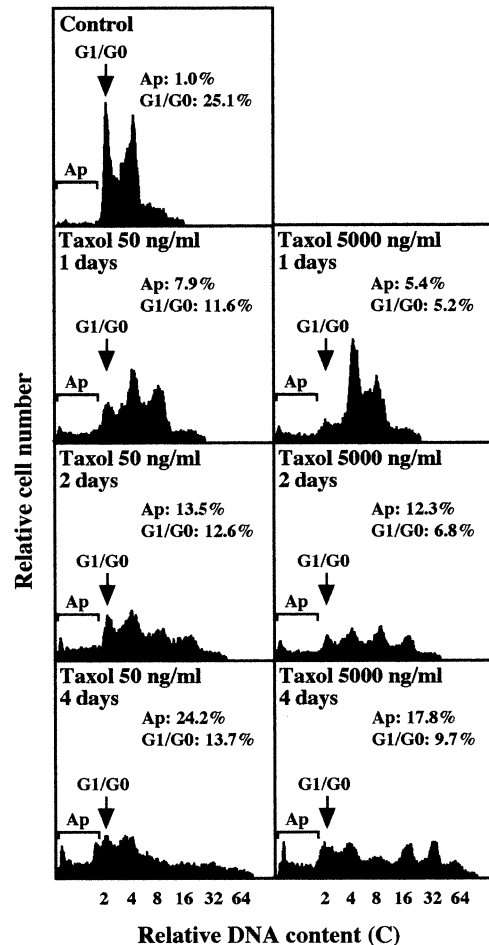 Control
G1/G0
Ap: 1.0%
G1/G0: 25.1%
Ap
Taxol 50 ng/ml
1 days
Ap: 7.9%
G1/G0: 11.6%
G1/G0
Ap
Taxol 5000 ng/ml
1 days
Ap: 5.4%
G1/G0: 5.2%
G1/G0
Ap
Taxol 50 ng/ml
2 days
Ap: 13.5%
G1/G0: 12.6%
G1/G0
Ap
Taxol 5000 ng/ml
2 days
Ap: 12.3%
G1/G0: 6.8%
G1/G0
Ap
Taxol 50 ng/ml
4 days
Ap: 24.2%
G1/G0: 13.7%
G1/G0
Ap
Taxol 5000 ng/ml
4 days
Ap: 17.8%
G1/G0: 9.7%
G1/G0
Ap
Relative cell number
2 4 8 16 32 64
2 4 8 16 32 64
Relative DNA content (C)